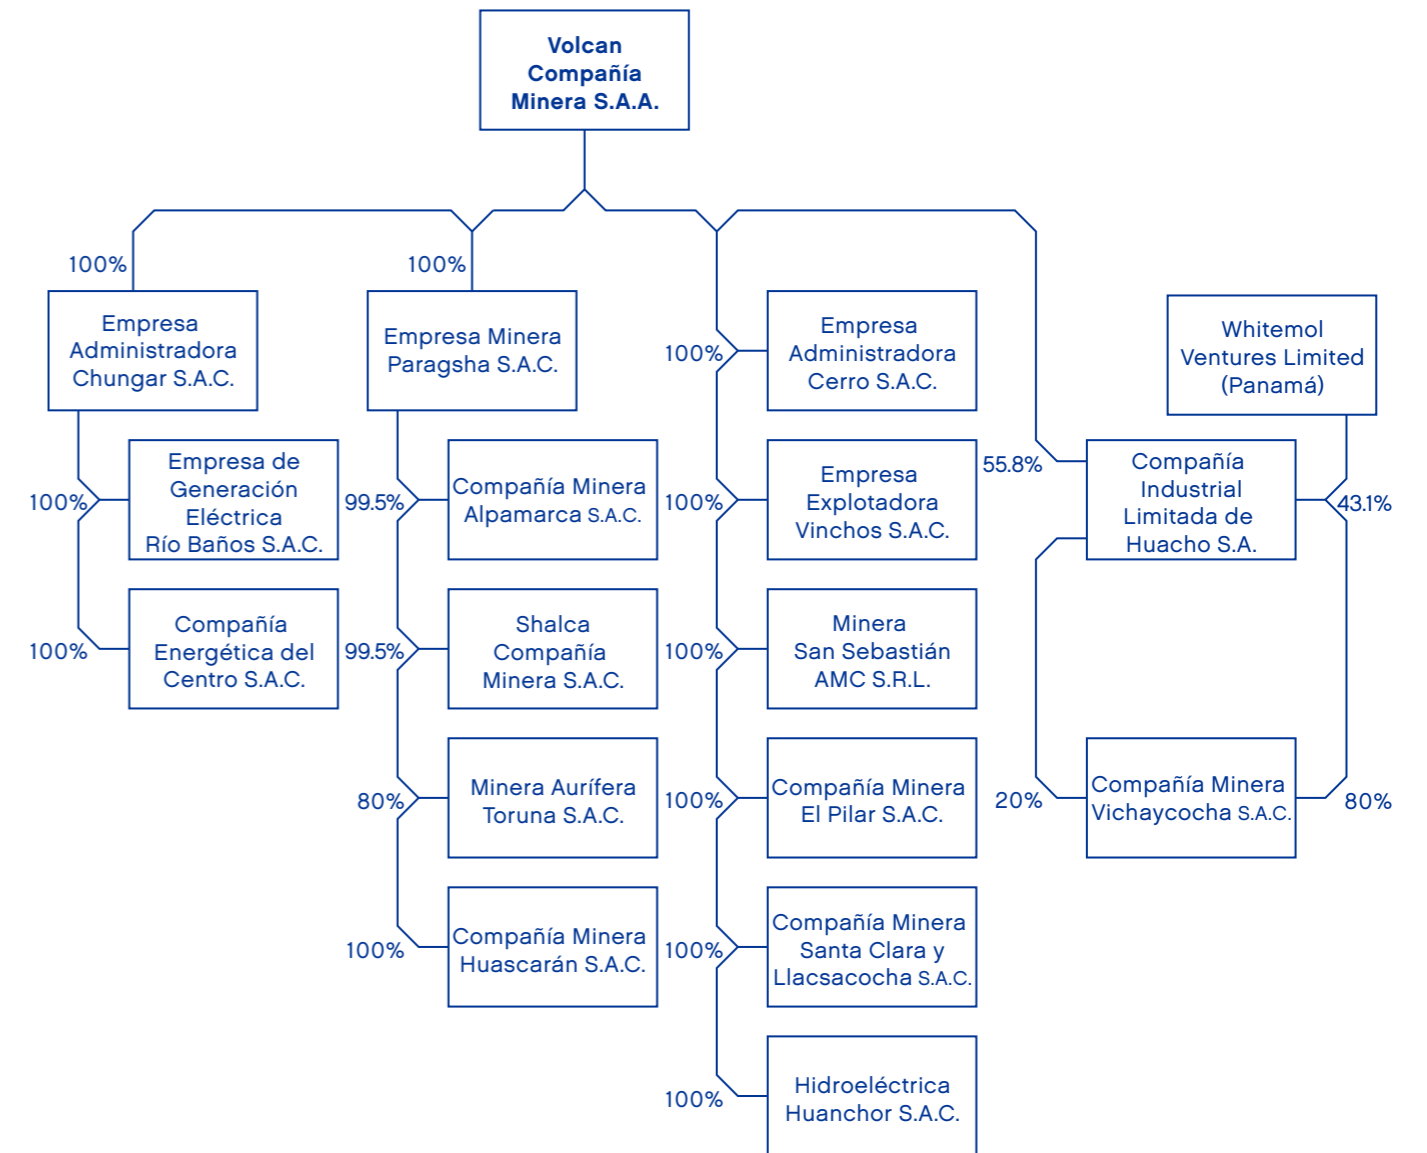 Volcan
Compañía
Minera S.A.A.
100%
100%
Empresa
Administradora
Chungar S.A.C.
Empresa Minera
Paragsha S.A.C.
100%
Empresa
Administradora
Cerro S.A.C.
Whitemol
Ventures Limited
(Panamá)
100%
Empresa de
Generación
Eléctrica
Río Baños S.A.C.
99.5%
Compañía Minera
Alpamarca S.A.C.
100%
Empresa
Explotadora
Vinchos S.A.C.
55.8%
Compañía
Industrial
Limitada de
Huacho S.A.
43.1%
100%
Compañía
Energética del
Centro S.A.C.
99.5%
Shalca
Compañía
Minera S.A.C.
100%
Minera
San Sebastián
AMC S.R.L.
80%
Minera Aurífera
Toruna S.A.C.
100%
Compañía Minera
El Pilar S.A.C.
20%
Compañía Minera
Vichaycocha S.A.C.
80%
100%
Compañía Minera
Huascarán S.A.C.
100%
Compañía Minera
Santa Clara y
Llacsacocha S.A.C.
100%
Hidroeléctrica
Huanchor S.A.C.